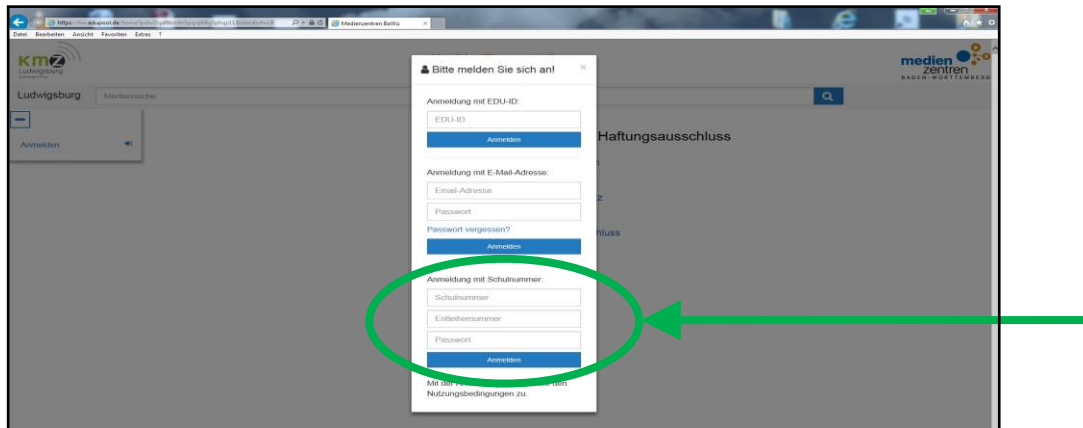 Medienzentren BaWü
Datei Bearbeiten Ansicht Favoriten Extras ?
KMZ
Ludwigsburg
medien
zentren
BADEN-WÜRTTEMBERG
Ludwigsburg Mediensuche
Anmelden
Bitte melden Sie sich an! ×
Anmeldung mit EDU-ID:
EDU-ID
Anmelden
Haftungsausschluss
Anmeldung mit E-Mail-Adresse:
Email-Adresse
Passwort
Passwort vergessen?
Anmelden
Anmeldung mit Schulnummer:
Schulnummer
Entleihernummer
Passwort
Anmelden
Mit der den
Nutzungsbedingungen zu.